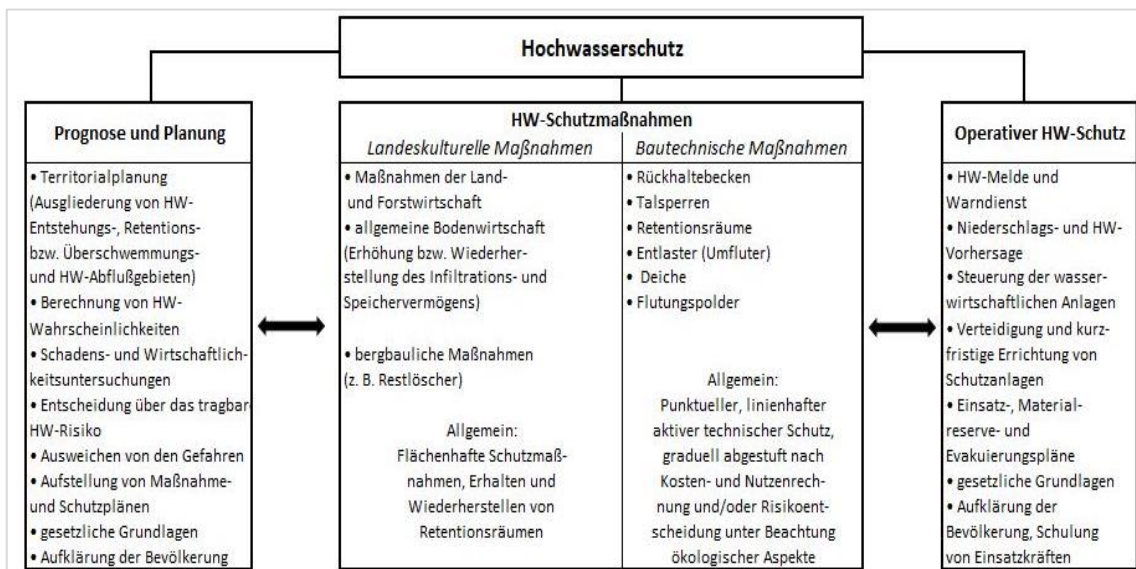 Hochwasserschutz
Prognose und Planung
• Territorialplanung
(Ausgliederung von HW-
Entstehungs-, Retentions-
bzw. Überschwemmungs-
und HW-Abflußgebieten)
• Berechnung von HW-
Wahrscheinlichkeiten
• Schadens- und Wirtschaftlich-
keitsuntersuchungen
• Entscheidung über das tragbar
HW-Risiko
• Ausweichen von den Gefahren
• Aufstellung von Maßnahme-
und Schutzplänen
• gesetzliche Grundlagen
• Aufklärung der Bevölkerung
HW-Schutzmaßnahmen
Landeskulturelle Maßnahmen
• Maßnahmen der Land-
und Forstwirtschaft
• allgemeine Bodenwirtschaft
(Erhöhung bzw. Wiederher-
stellung des Infiltrations- und
Speichervermögens)
• bergbauliche Maßnahmen
(z. B. Restlöscher)
Allgemein:
Flächenhafte Schutzmaß-
nahmen, Erhalten und
Wiederherstellen von
Retentionsräumen
Bautechnische Maßnahmen
• Rückhaltebecken
• Talsperren
• Retentionsräume
• Entlaster (Umfluter)
• Deiche
• Flutungspolder
Allgemein:
Punktueller, linienhafter
aktiver technischer Schutz,
graduell abgestuft nach
Kosten- und Nutzenrech-
nung und/oder Risikoent-
scheidung unter Beachtung
ökologischer Aspekte
Operativer HW-Schutz
• HW-Melde und
Warndienst
• Niederschlags- und HW-
Vorhersage
• Steuerung der wasser-
wirtschaftlichen Anlagen
• Verteidigung und kurz-
fristige Errichtung von
Schutzanlagen
• Einsatz-, Material-
reserve- und
Evakuierungspläne
• gesetzliche Grundlagen
• Aufklärung der
Bevölkerung, Schulung
von Einsatzkräften